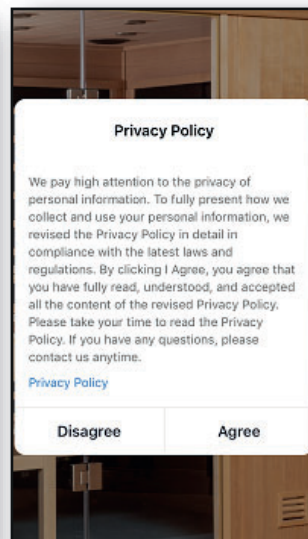 Privacy Policy
We pay high attention to the privacy of
personal information. To fully present how we
collect and use your personal information, we
revised the Privacy Policy in detail in
compliance with the latest laws and
regulations. By clicking I Agree, you agree that
you have fully read, understood, and accepted
all the content of the revised Privacy Policy.
Please take your time to read the Privacy
Policy. If you have any questions, please
contact us anytime.
Privacy Policy
Disagree Agree